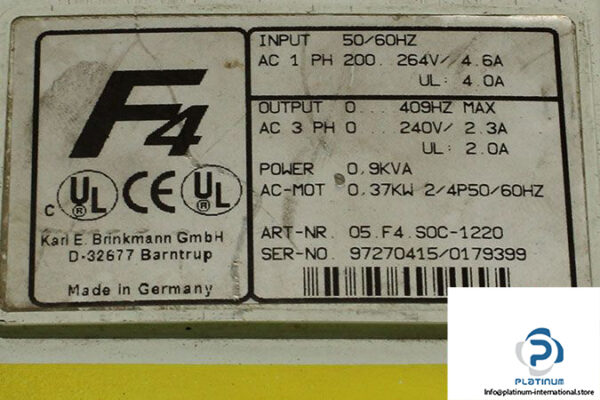 F4
C UL ® CE UL ®
Karl E. Brinkmann GmbH
D-32677 Barntrup
Made in Germany
INPUT 50/60HZ
AC 1 PH 200. 264V/ 4.6A
UL: 4.0A
OUTPUT 0... 409HZ MAX
AC 3 PH 0 240V/ 2.3A
UL: 2.0A
POWER 0,9KVA
AC-MOT 0,37KW 2/4P50/60HZ
ART-NR. 05.F4.S0C-1220
SER-NO. 97270415/0179399
PLATINUM
https://platinum-international.store